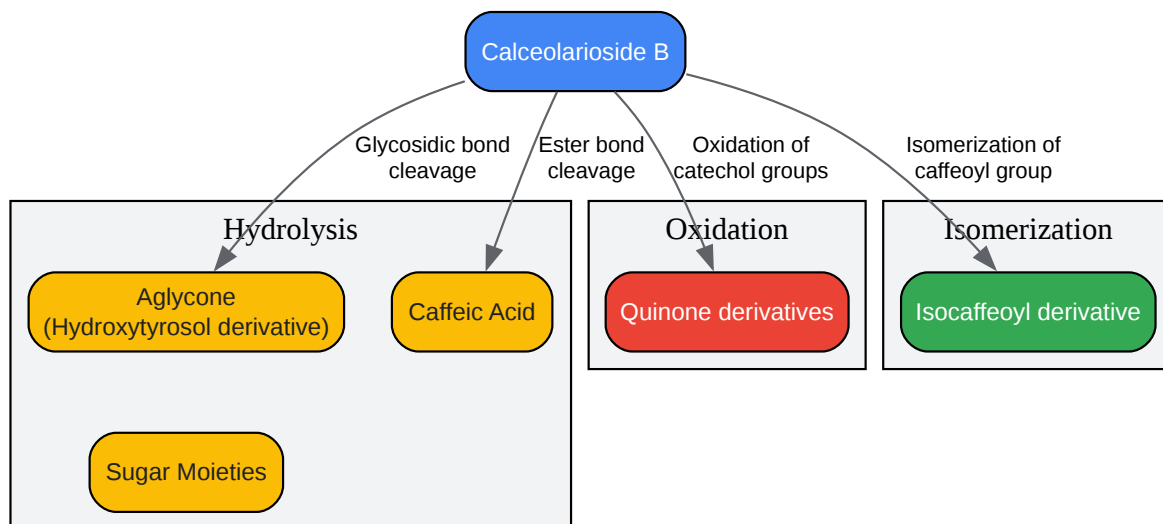 Calceolarioside B
Glycosidic bond
cleavage
Ester bond
cleavage
Oxidation of
catechol groups
Isomerization of
caffeoyl group
Hydrolysis
Oxidation
Isomerization
Aglycone
(Hydroxytyrosol derivative)
Caffeic Acid
Quinone derivatives
Isocaffeoyl derivative
Sugar Moieties